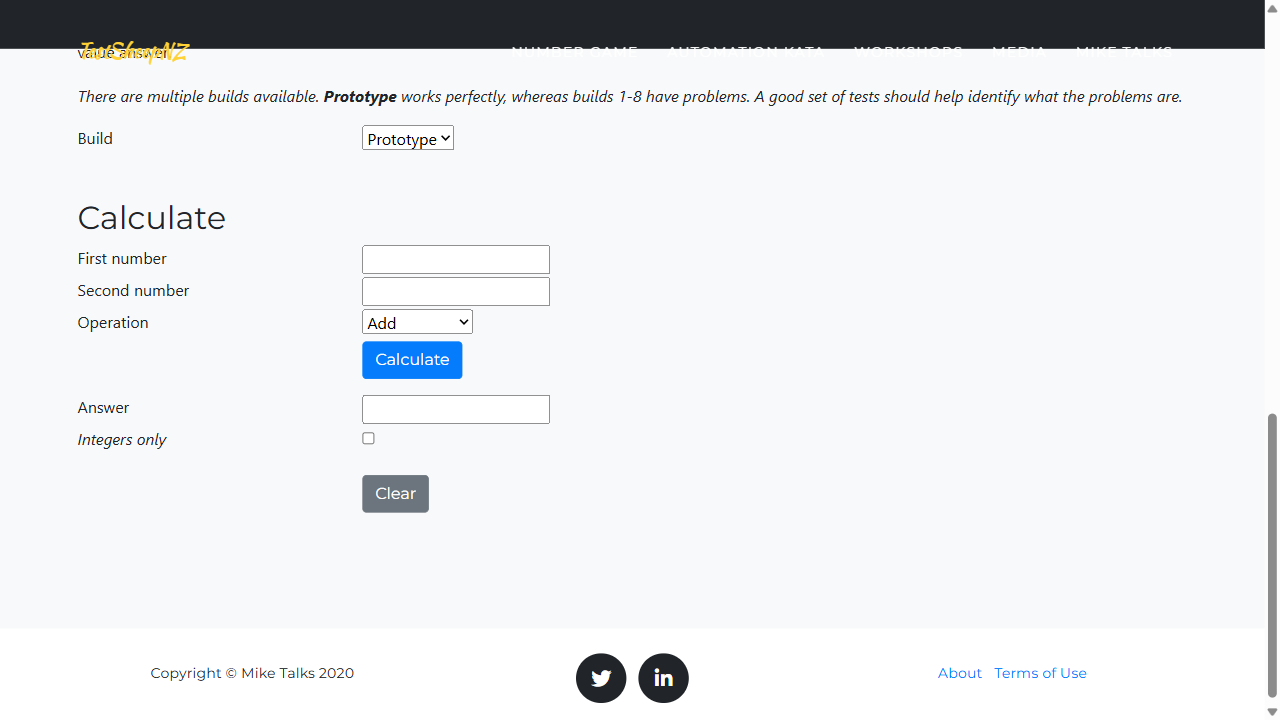 TestSheepNZ
NUMBER GAME AUTOMATION KATA WORKSHOPS MEDIA MIKE TALKS
value answer
There are multiple builds available. Prototype works perfectly, whereas builds 1-8 have problems. A good set of tests should help identify what the problems are.
Build Prototype
Calculate
First number
Second number
Operation Add
Calculate
Answer
Integers only
Clear
Copyright © Mike Talks 2020
About Terms of Use